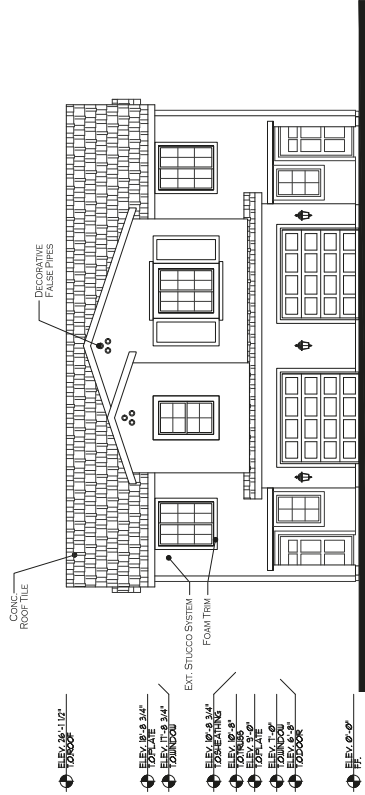 DECORATIVE
FALSE PIPES
CONC.
ROOF TILE
EXT. STUCCO SYSTEM
FOAM TRIM
ELEV. 26'-1 1/2"
T.O.ROOF
ELEV. 18'-8 3/4"
T.O.PLATE
ELEV. 17'-8 3/4"
T.O.WINDOW
ELEV. 10'-8 3/4"
T.O.SHEATHING
ELEV. 10'-8"
T.O.TRUSS
ELEV. 9'-0"
T.O.PLATE
ELEV. 7'-0"
T.O.WINDOW
ELEV. 6'-8"
T.O.DOOR
ELEV. 0'-0"
F.F.